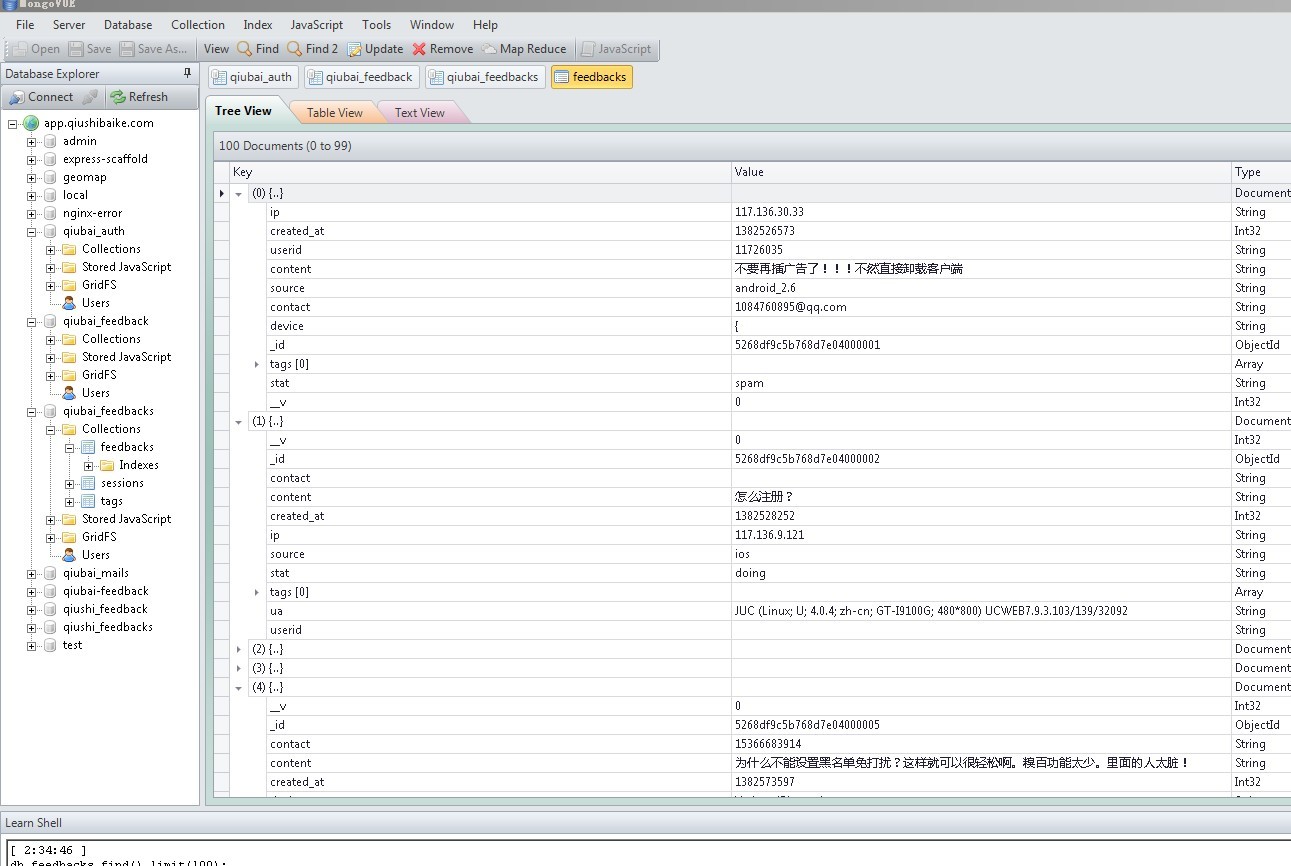 MongoVUE
File Server Database Collection Index JavaScript Tools Window Help
Open Save Save As... View Find Find 2 Update Remove Map Reduce JavaScript
Database Explorer
Connect Refresh
app.qiushibaike.com
admin
express-scaffold
geomap
local
nginx-error
qiubai_auth
Collections
Stored JavaScript
GridFS
Users
qiubai_feedback
Collections
Stored JavaScript
GridFS
Users
qiubai_feedbacks
Collections
feedbacks
Indexes
sessions
tags
Stored JavaScript
GridFS
Users
qiubai_mails
qiubai-feedback
qiushi_feedback
qiushi_feedbacks
test
qiubai_auth qiubai_feedback qiubai_feedbacks feedbacks
Tree View Table View Text View
100 Documents (0 to 99)
Key Value Type
(0) {..} Document
ip 117.136.30.33 String
created_at 1382526573 Int32
userid 11726035 String
content 不要再插广告了！！！不然直接卸载客户端 String
source android_2.6 String
contact 1084760895@qq.com String
device { String
_id 5268df9c5b768d7e04000001 ObjectId
tags [0] Array
stat spam String
__v 0 Int32
(1) {..} Document
__v 0 Int32
_id 5268df9c5b768d7e04000002 ObjectId
contact String
content 怎么注册？ String
created_at 1382528252 Int32
ip 117.136.9.121 String
source ios String
stat doing String
tags [0] Array
ua JUC (Linux; U; 4.0.4; zh-cn; GT-I9100G; 480*800) UCWEB7.9.3.103/139/32092 String
userid String
(2) {..} Document
(3) {..} Document
(4) {..} Document
__v 0 Int32
_id 5268df9c5b768d7e04000005 ObjectId
contact 15366683914 String
content 为什么不能设置黑名单免打扰？这样就可以很轻松啊。糗百功能太少。里面的人太脏！ String
created_at 1382573597 Int32
Learn Shell
[ 2:34:46 ]
db.feedbacks.find().limit(100);